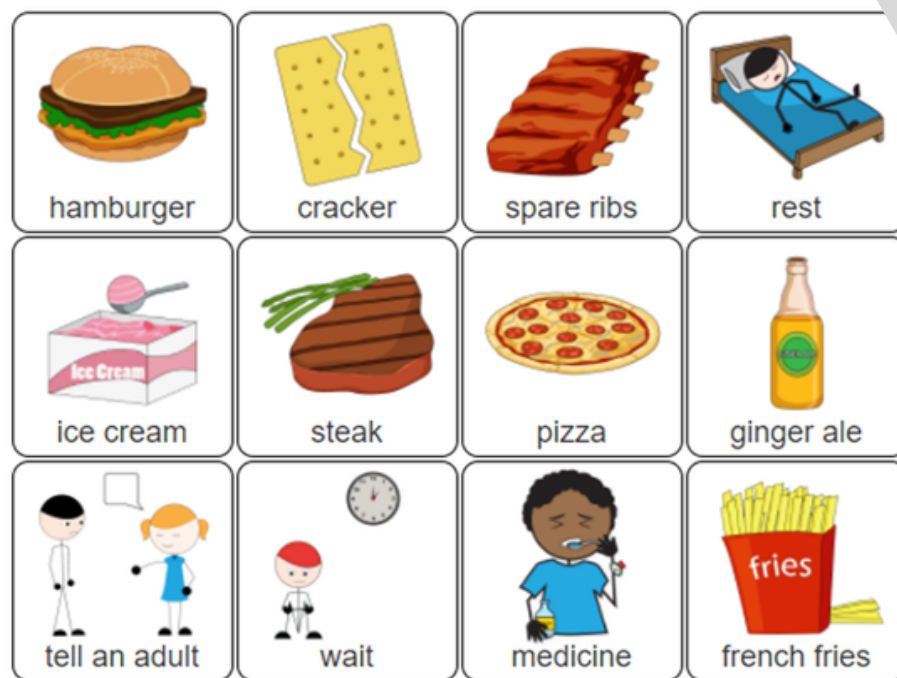 hamburger
cracker
spare ribs
rest
Ice Cream
ice cream
steak
pizza
ginger ale
tell an adult
wait
medicine
fries
french fries